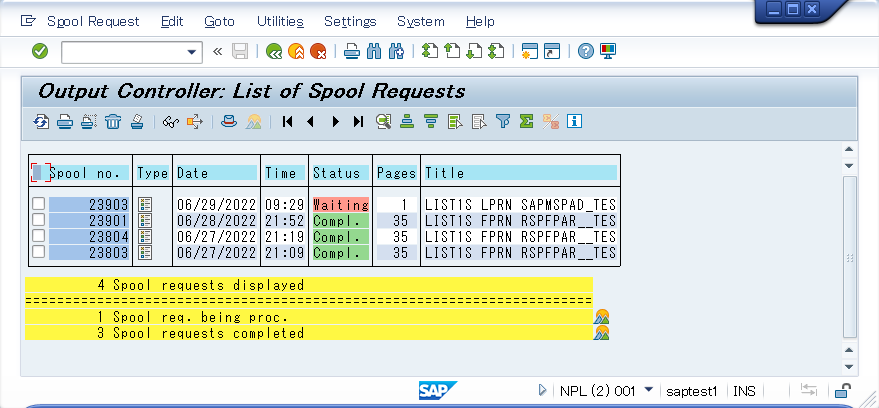 Spool Request Edit Goto Utilities Settings System Help
Output Controller: List of Spool Requests
Spool no. Type Date Time Status Pages Title
23903 06/29/2022 09:29 Waiting 1 LIST1S LPRN SAPMSPAD_TES
23901 06/28/2022 21:52 Compl. 35 LIST1S FPRN RSPFPAR__TES
23804 06/27/2022 21:19 Compl. 35 LIST1S FPRN RSPFPAR__TES
23803 06/27/2022 21:09 Compl. 35 LIST1S FPRN RSPFPAR__TES
4 Spool requests displayed
=======================================================================
1 Spool req. being proc.
3 Spool requests completed
SAP NPL (2) 001 saptest1 INS